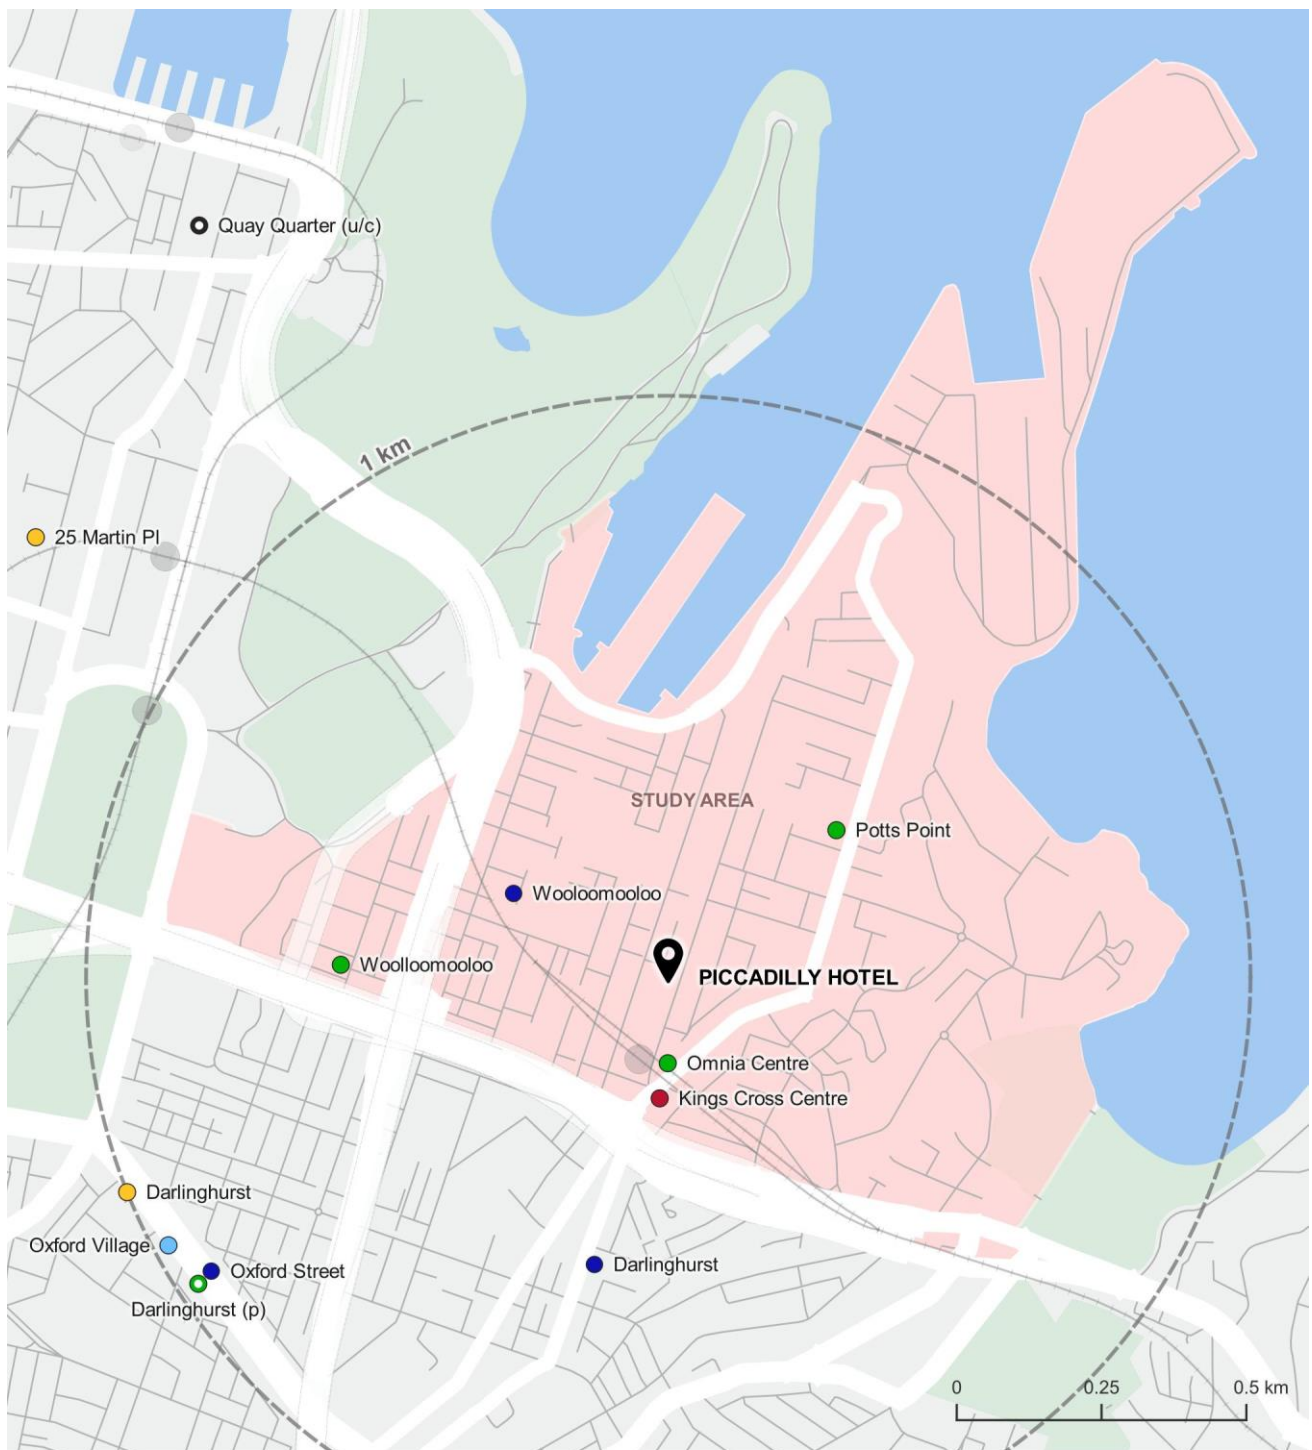 Quay Quarter (u/c)
1 km
25 Martin Pl
STUDY AREA
Potts Point
Wooloomooloo
Woolloomooloo
PICCADILLY HOTEL
Omnia Centre
Kings Cross Centre
Darlinghurst
Oxford Village
Oxford Street
Darlinghurst
Darlinghurst (p)
0 0.25 0.5 km